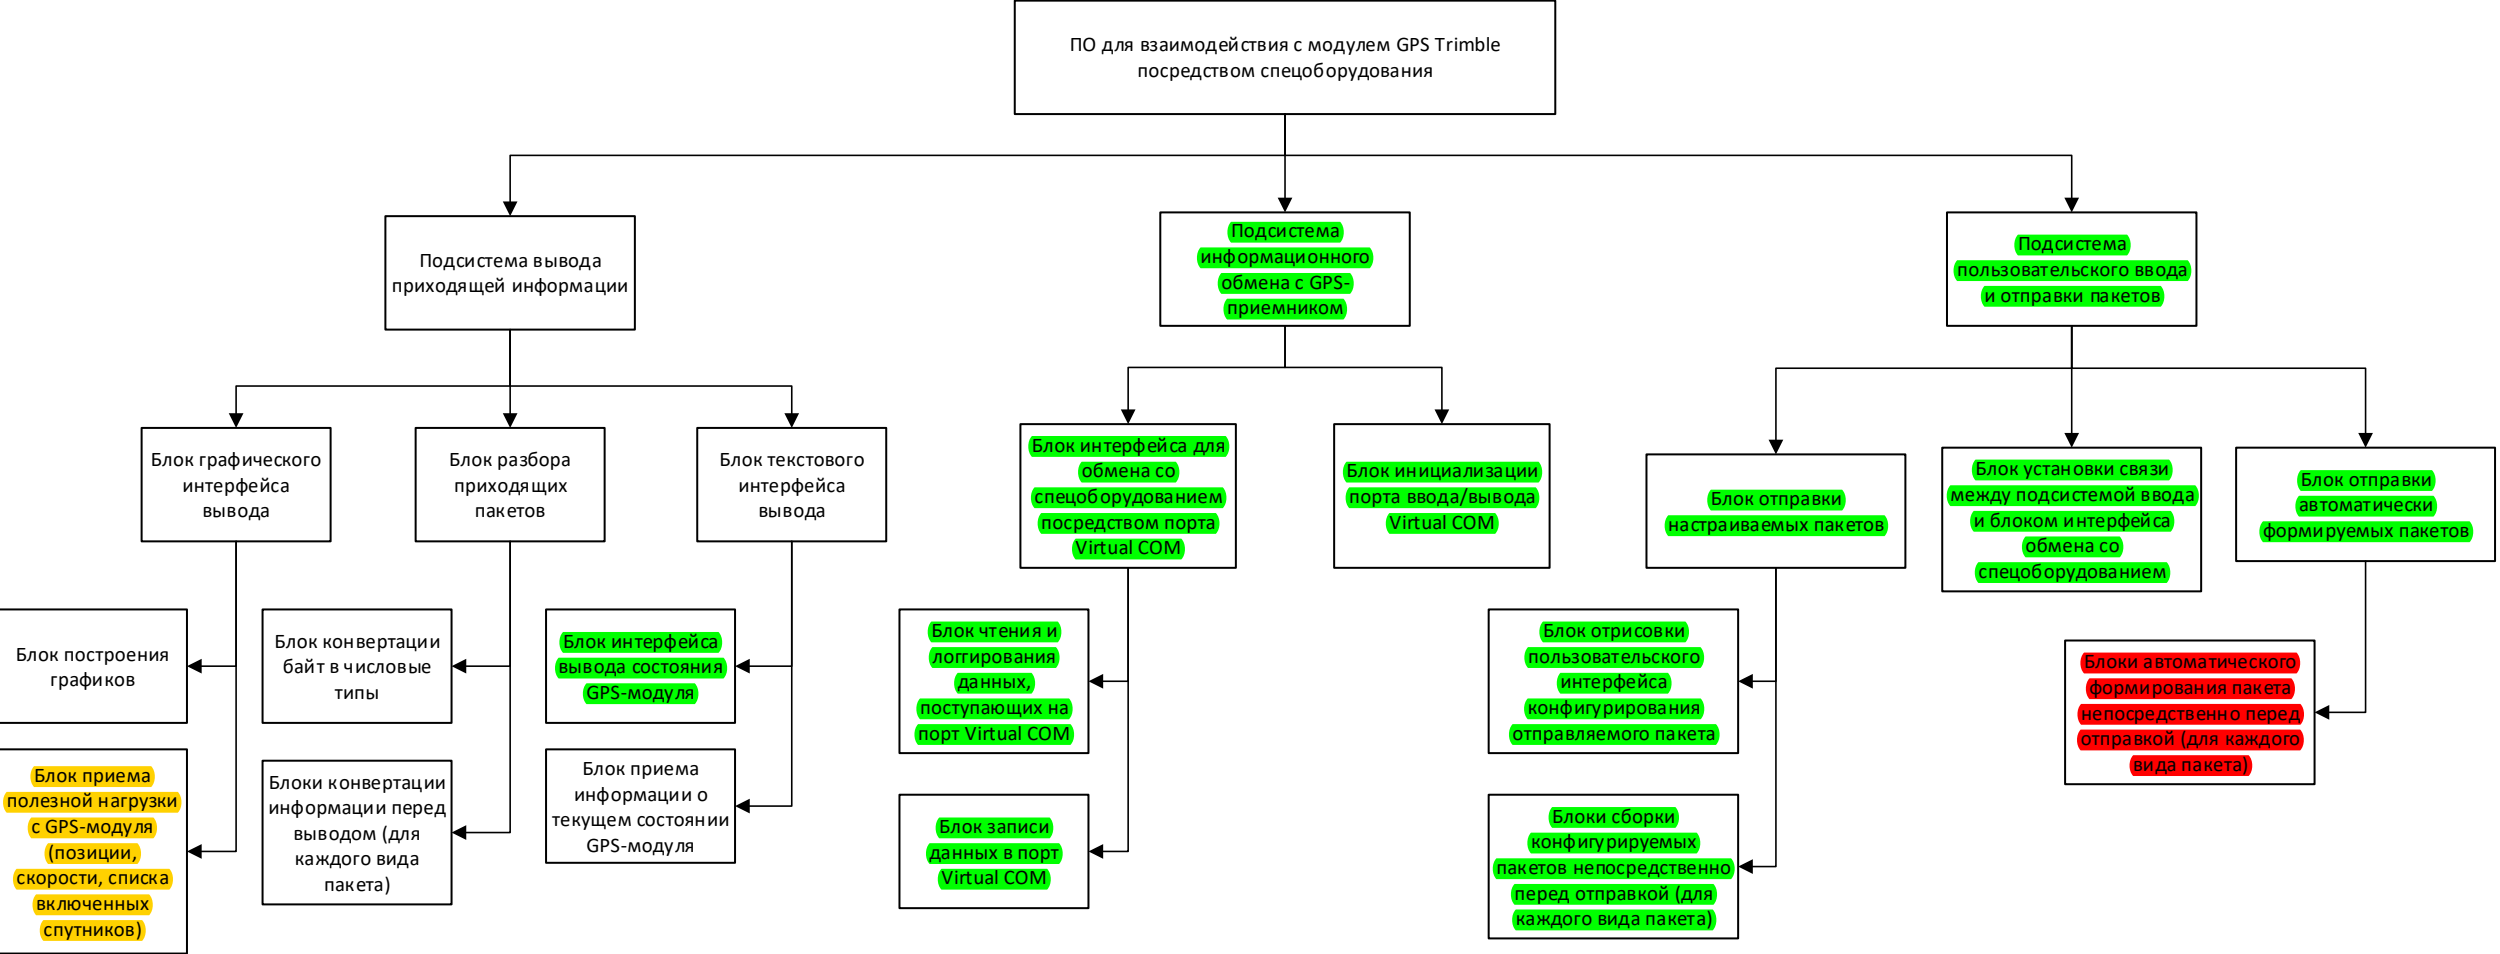 ПО для взаимодействия с модулем GPS Trimble
посредством спецоборудования
Подсистема вывода
приходящей информации
Подсистема
информационного
обмена с GPS-
приемником
Подсистема
пользовательского ввода
и отправки пакетов
Блок графического
интерфейса
вывода
Блок разбора
приходящих
пакетов
Блок текстового
интерфейса
вывода
Блок интерфейса для
обмена со
спецоборудованием
посредством порта
Virtual COM
Блок инициализации
порта ввода/вывода
Virtual COM
Блок отправки
настраиваемых пакетов
Блок установки связи
между подсистемой ввода
и блоком интерфейса
обмена со
спецоборудованием
Блок отправки
автоматически
формируемых пакетов
Блок построения
графиков
Блок конвертации
байт в числовые
типы
Блок интерфейса
вывода состояния
GPS-модуля
Блок чтения и
логгирования
данных,
поступающих на
порт Virtual COM
Блок отрисовки
пользовательского
интерфейса
конфигурирования
отправляемого пакета
Блоки автоматического
формирования пакета
непосредственно перед
отправкой (для каждого
вида пакета)
Блок приема
полезной нагрузки
с GPS-модуля
(позиции,
скорости, списка
включенных
спутников)
Блоки конвертации
информации перед
выводом (для
каждого вида
пакета)
Блок приема
информации о
текущем состоянии
GPS-модуля
Блок записи
данных в порт
Virtual COM
Блоки сборки
конфигурируемых
пакетов непосредственно
перед отправкой (для
каждого вида пакета)